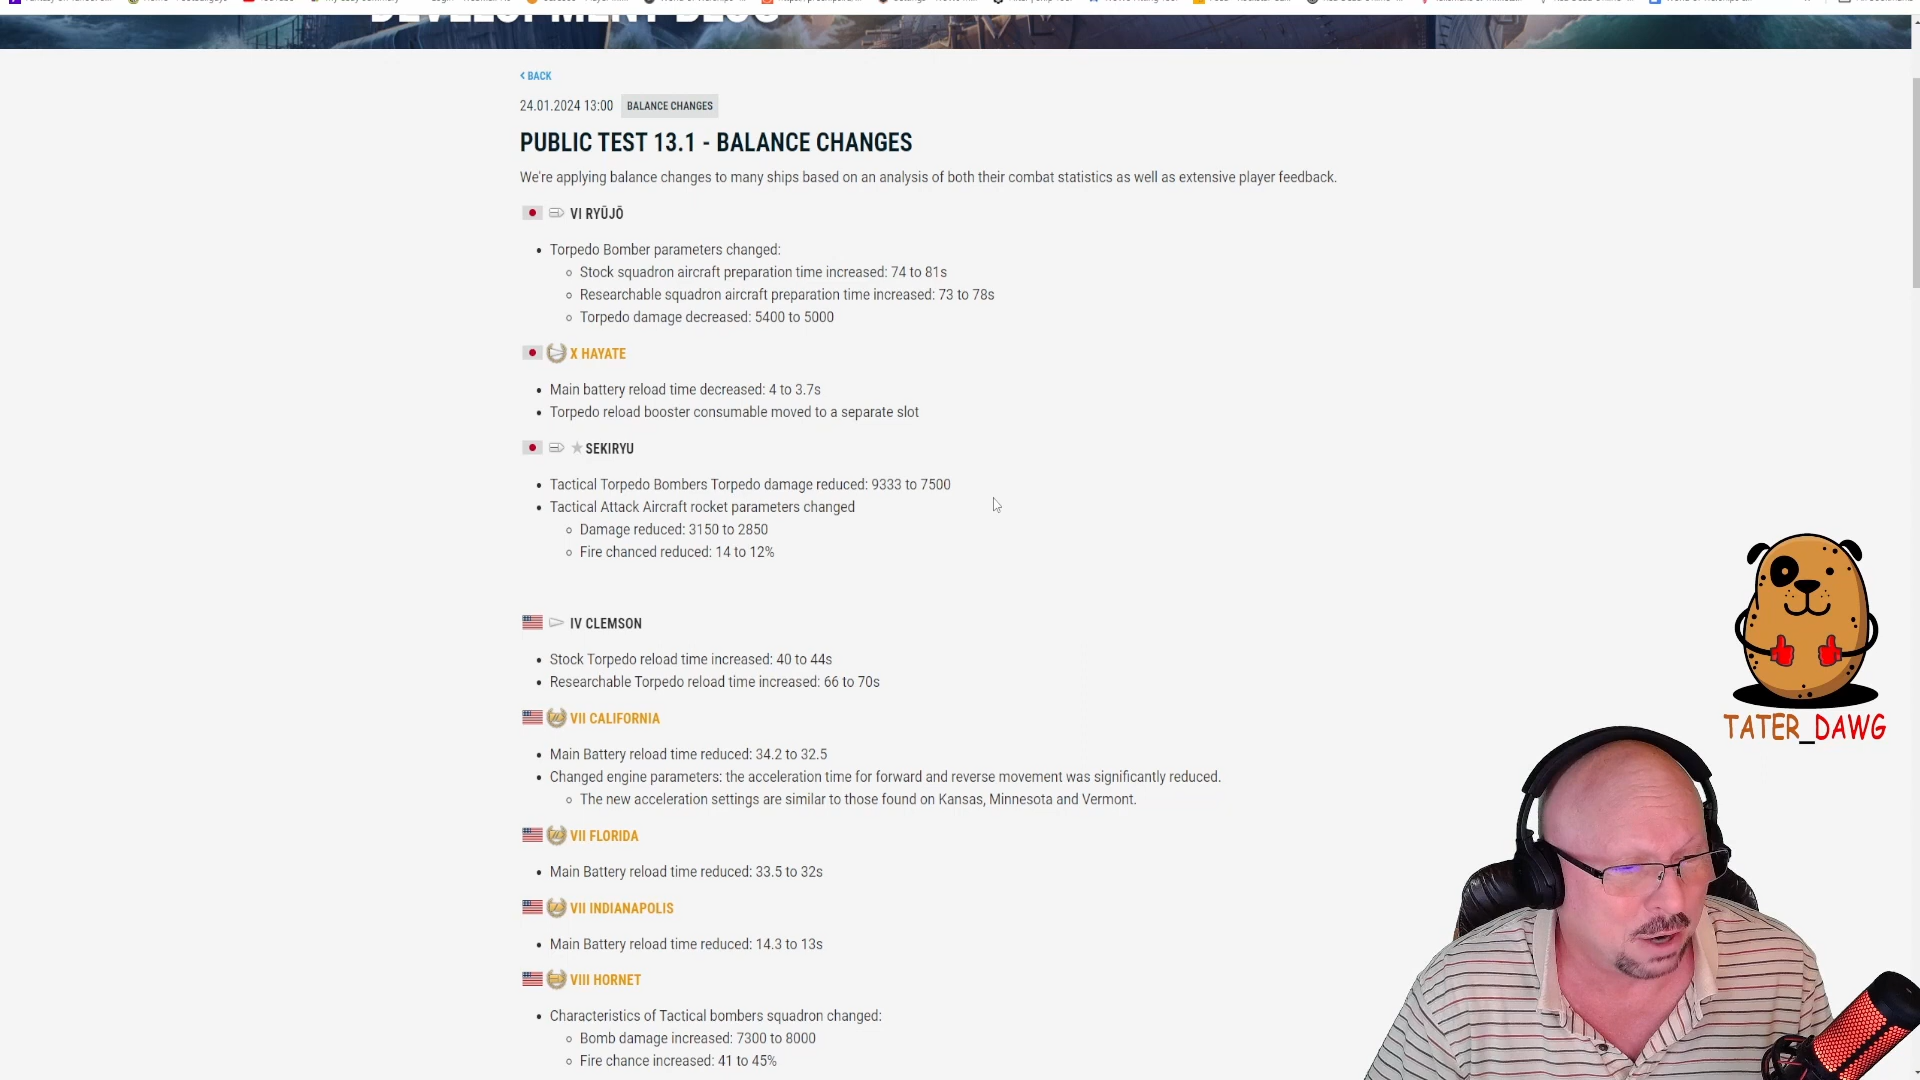 DEVELOPMENT BLOG
< BACK
24.01.2024 13:00 BALANCE CHANGES
PUBLIC TEST 13.1 - BALANCE CHANGES
We're applying balance changes to many ships based on an analysis of both their combat statistics as well as extensive player feedback.
VI RYŪJŌ
• Torpedo Bomber parameters changed:
○ Stock squadron aircraft preparation time increased: 74 to 81s
○ Researchable squadron aircraft preparation time increased: 73 to 78s
○ Torpedo damage decreased: 5400 to 5000
X HAYATE
• Main battery reload time decreased: 4 to 3.7s
• Torpedo reload booster consumable moved to a separate slot
★ SEKIRYU
• Tactical Torpedo Bombers Torpedo damage reduced: 9333 to 7500
• Tactical Attack Aircraft rocket parameters changed
○ Damage reduced: 3150 to 2850
○ Fire chanced reduced: 14 to 12%
IV CLEMSON
• Stock Torpedo reload time increased: 40 to 44s
• Researchable Torpedo reload time increased: 66 to 70s
VII CALIFORNIA
• Main Battery reload time reduced: 34.2 to 32.5
• Changed engine parameters: the acceleration time for forward and reverse movement was significantly reduced.
○ The new acceleration settings are similar to those found on Kansas, Minnesota and Vermont.
VII FLORIDA
• Main Battery reload time reduced: 33.5 to 32s
VII INDIANAPOLIS
• Main Battery reload time reduced: 14.3 to 13s
VIII HORNET
• Characteristics of Tactical bombers squadron changed:
○ Bomb damage increased: 7300 to 8000
○ Fire chance increased: 41 to 45%
TATER_DAWG